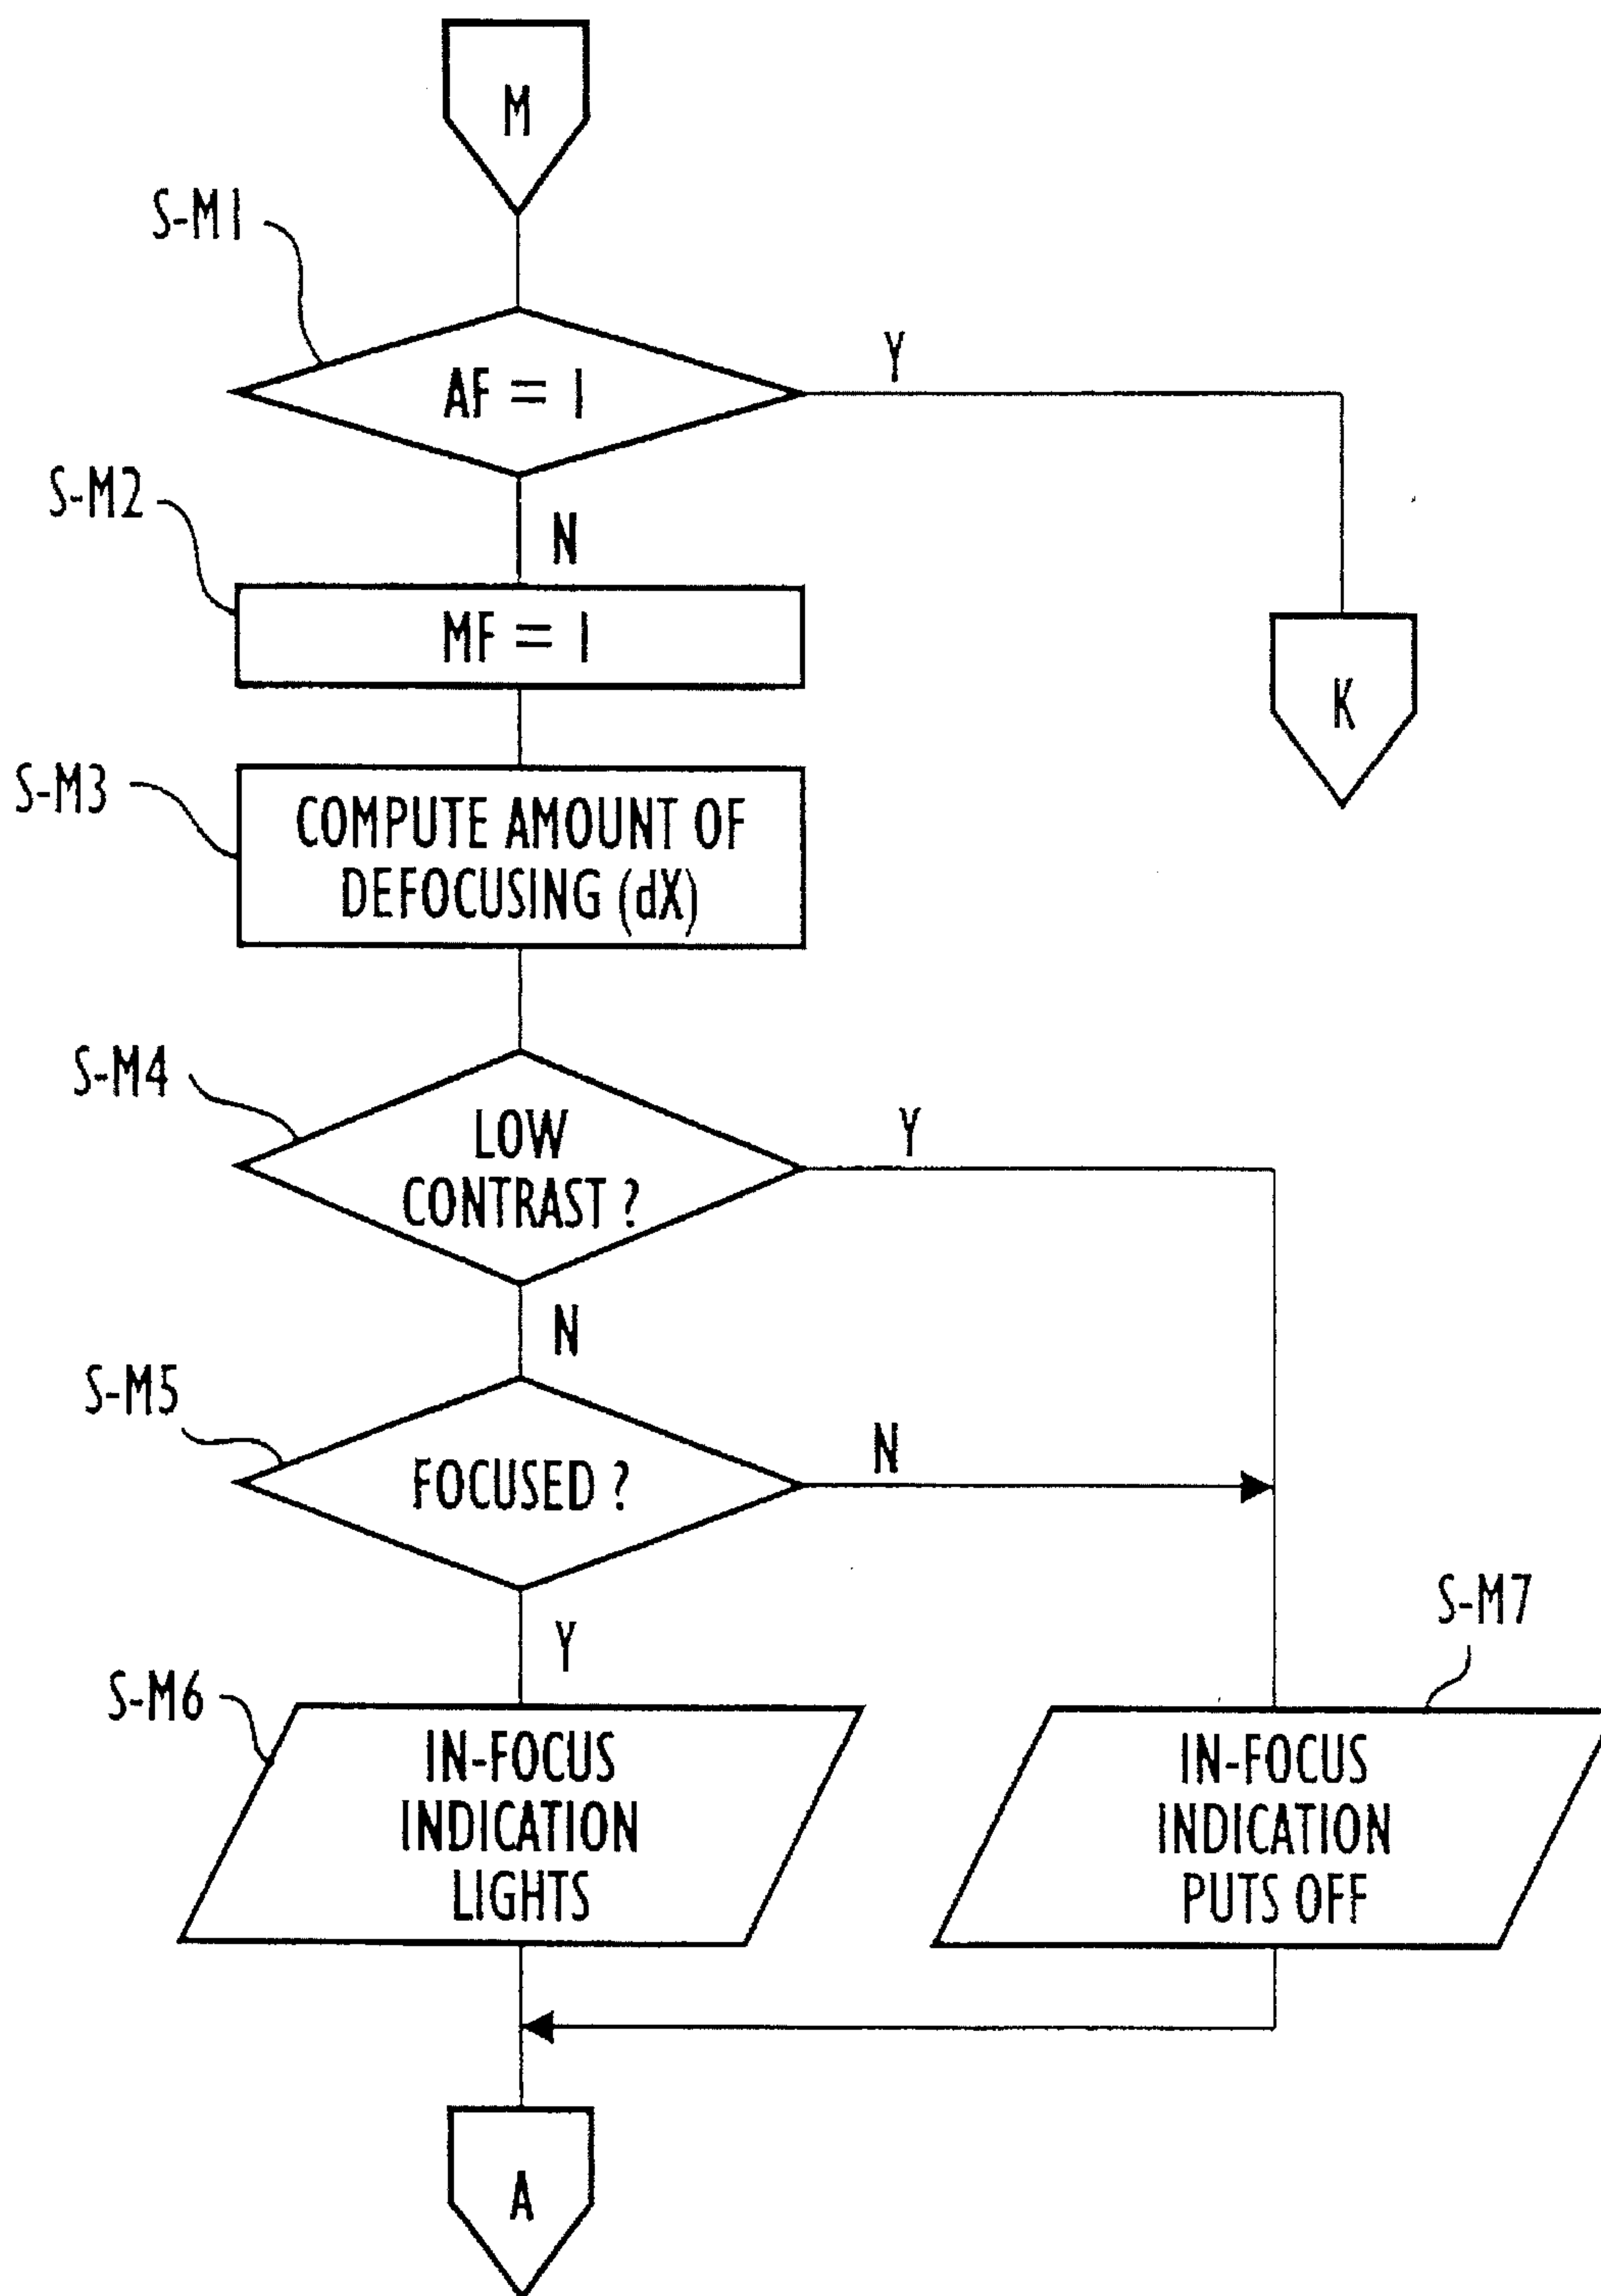 M
S-M1
AF = 1
Y
N
S-M2
MF = 1
K
S-M3
COMPUTE AMOUNT OF
DEFOCUSING (dX)
S-M4
LOW
CONTRAST ?
Y
N
S-M5
FOCUSED ?
N
Y
S-M6
IN-FOCUS
INDICATION
LIGHTS
S-M7
IN-FOCUS
INDICATION
PUTS OFF
A